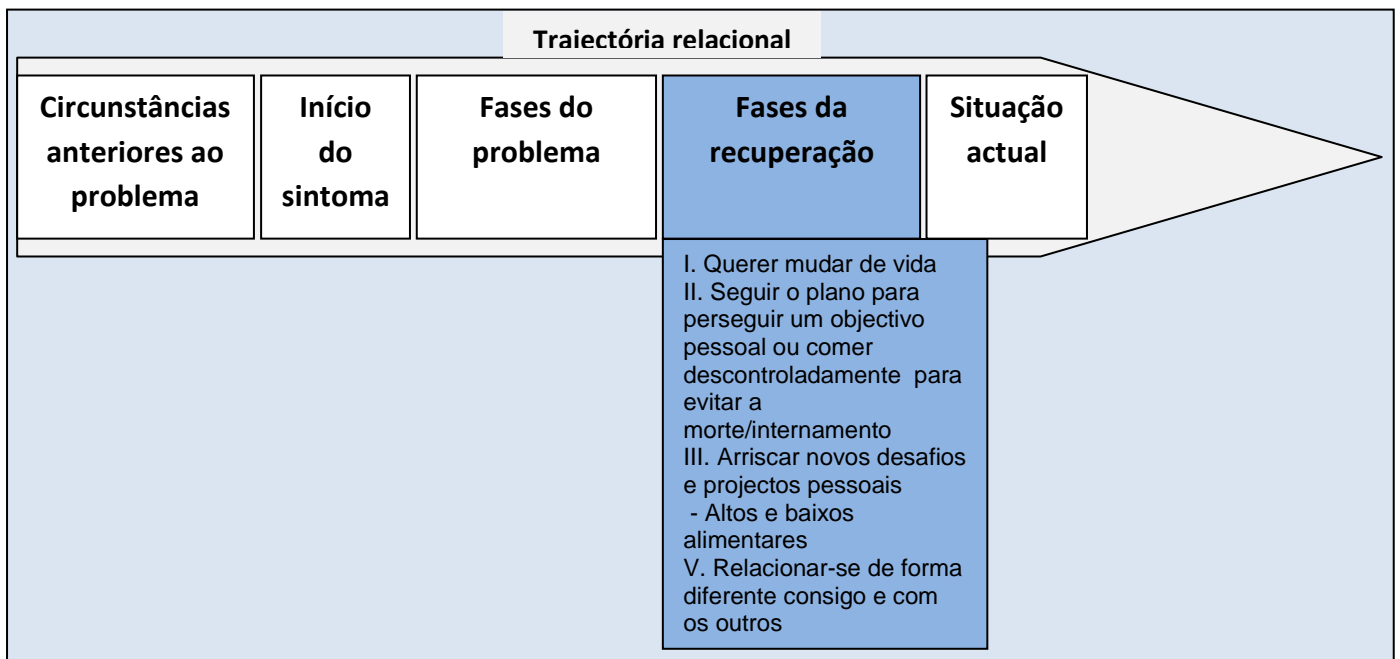 Trajectória relacional
Circunstâncias
anteriores ao
problema
Início
do
sintoma
Fases do
problema
Fases da
recuperação
Situação
actual
I. Querer mudar de vida
II. Seguir o plano para
perseguir um objectivo
pessoal ou comer
descontroladamente para
evitar a
morte/internamento
III. Arriscar novos desafios
e projectos pessoais
- Altos e baixos
alimentares
V. Relacionar-se de forma
diferente consigo e com
os outros